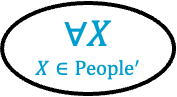 ∀X
X ∈ People′